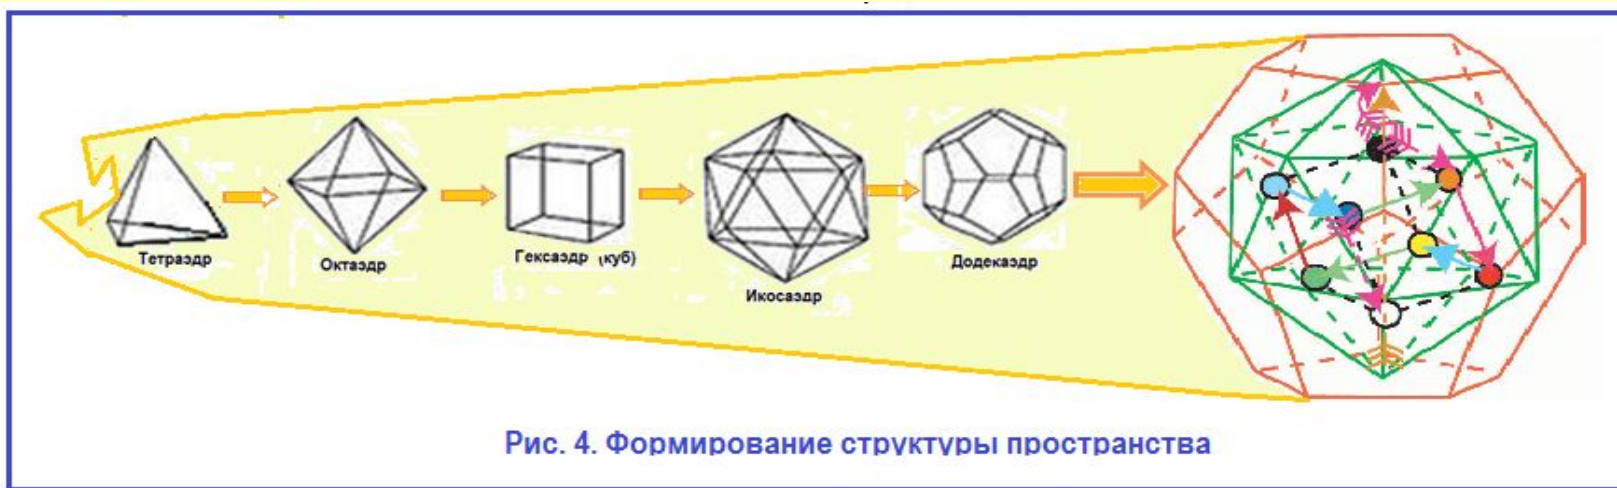 Тетраэдр
Октаэдр
Гексаэдр (куб)
Икосаэдр
Додекаэдр
Рис. 4. Формирование структуры пространства